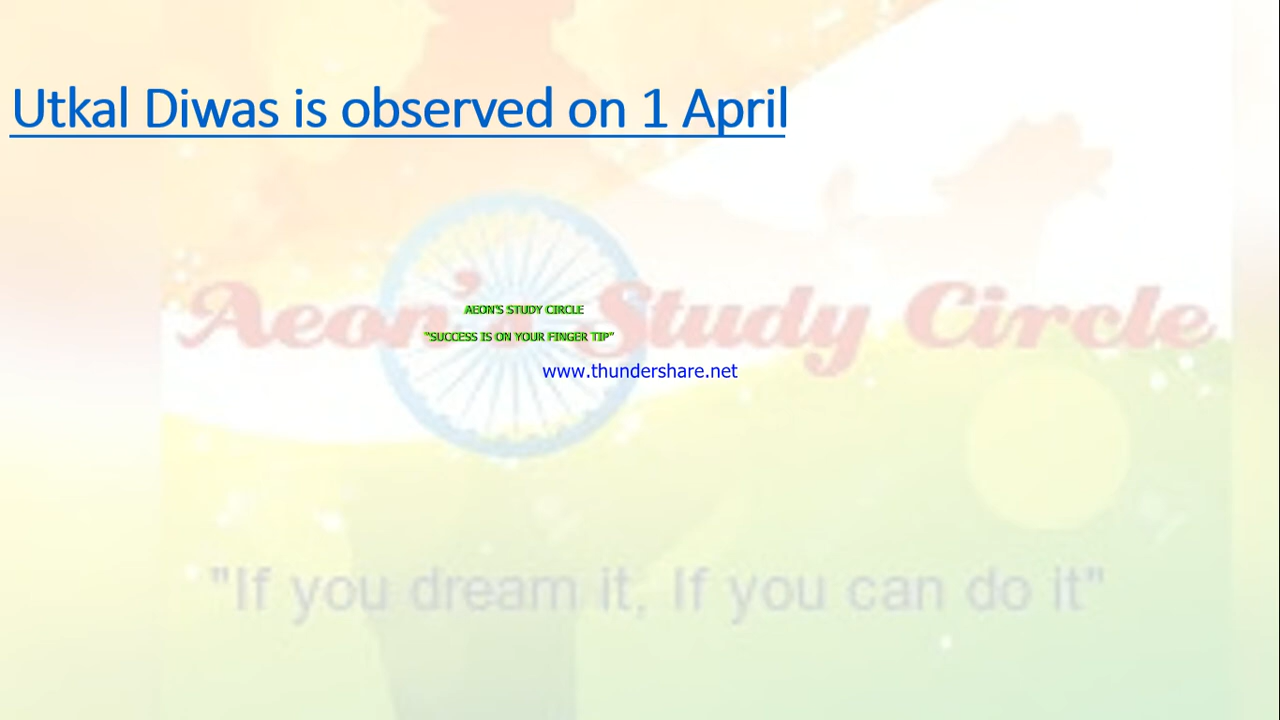 Utkal Diwas is observed on 1 April
Aeon's Study Circle
AEON'S STUDY CIRCLE
"SUCCESS IS ON YOUR FINGER TIP"
www.thundershare.net
"If you dream it, If you can do it"